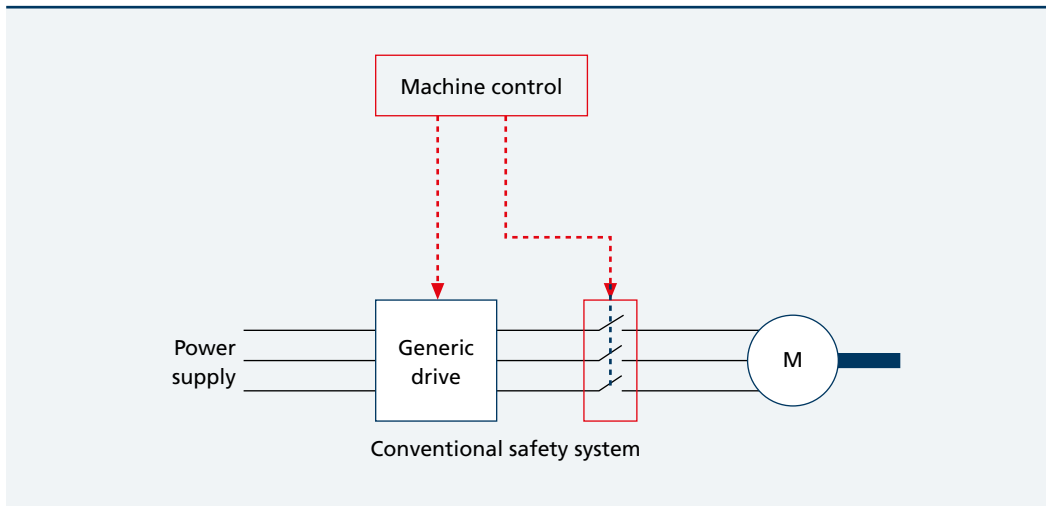 Machine control
Power
supply
Generic
drive
M
Conventional safety system